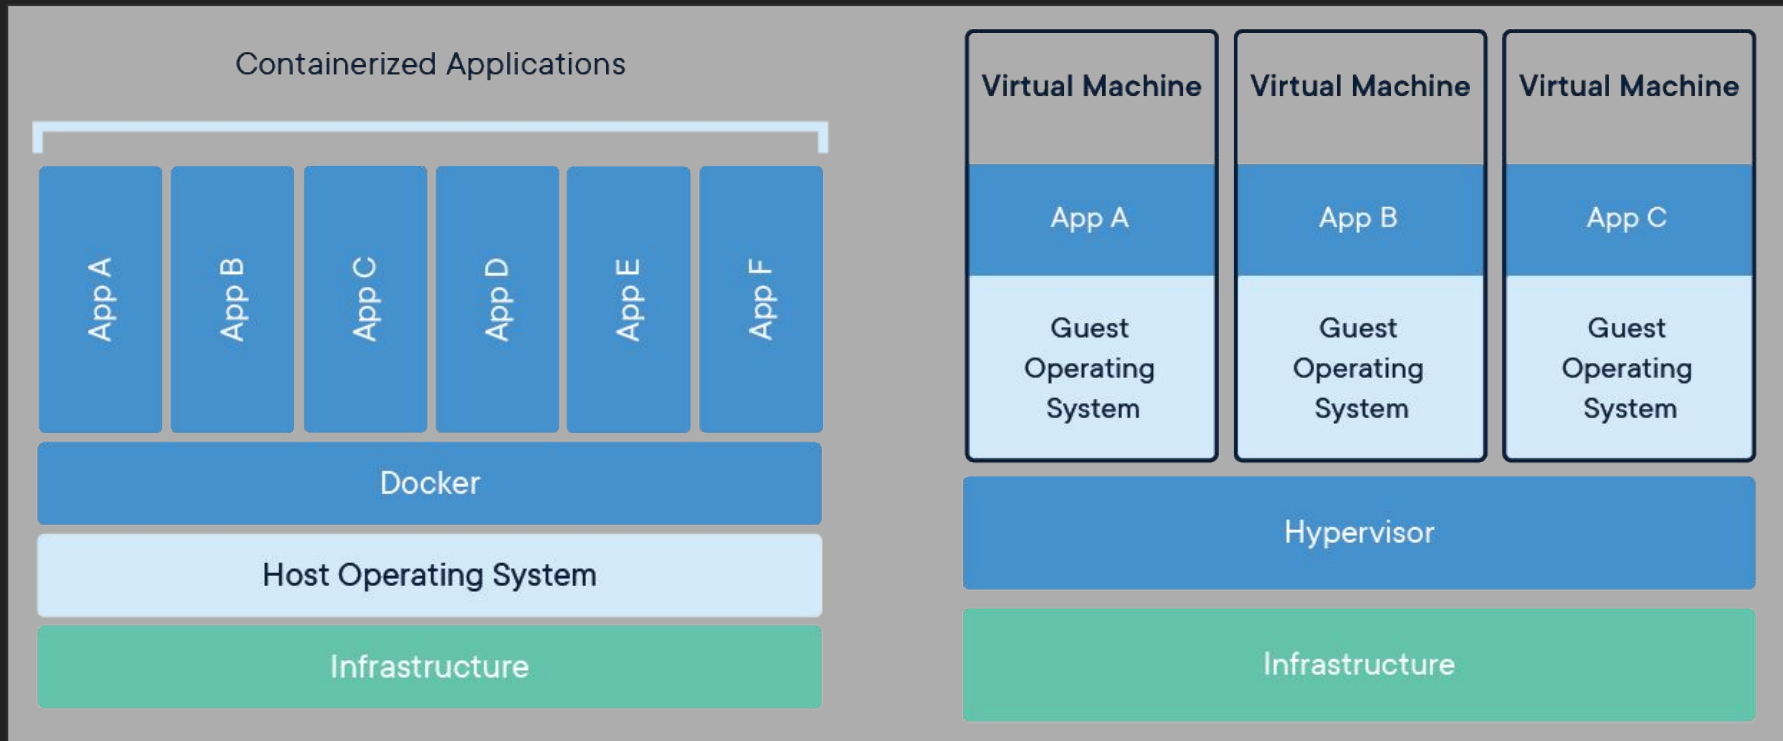 Containerized Applications
App A
App B
App C
App D
App E
App F
Docker
Host Operating System
Infrastructure
Virtual Machine
App A
Guest
Operating
System
Virtual Machine
App B
Guest
Operating
System
Virtual Machine
App C
Guest
Operating
System
Hypervisor
Infrastructure